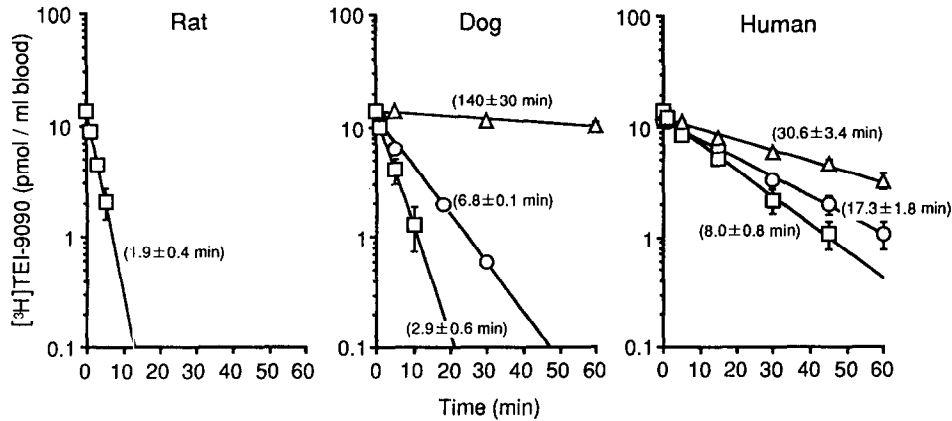 Rat
Dog
Human
[³H]TEI-9090 (pmol / ml blood)
100
10
1
0.1
0 10 20 30 40 50 60
(1.9±0.4 min)
100
10
1
0.1
0 10 20 30 40 50 60
(140±30 min)
(6.8±0.1 min)
(2.9±0.6 min)
100
10
1
0.1
0 10 20 30 40 50 60
(30.6±3.4 min)
(17.3±1.8 min)
(8.0±0.8 min)
Time (min)